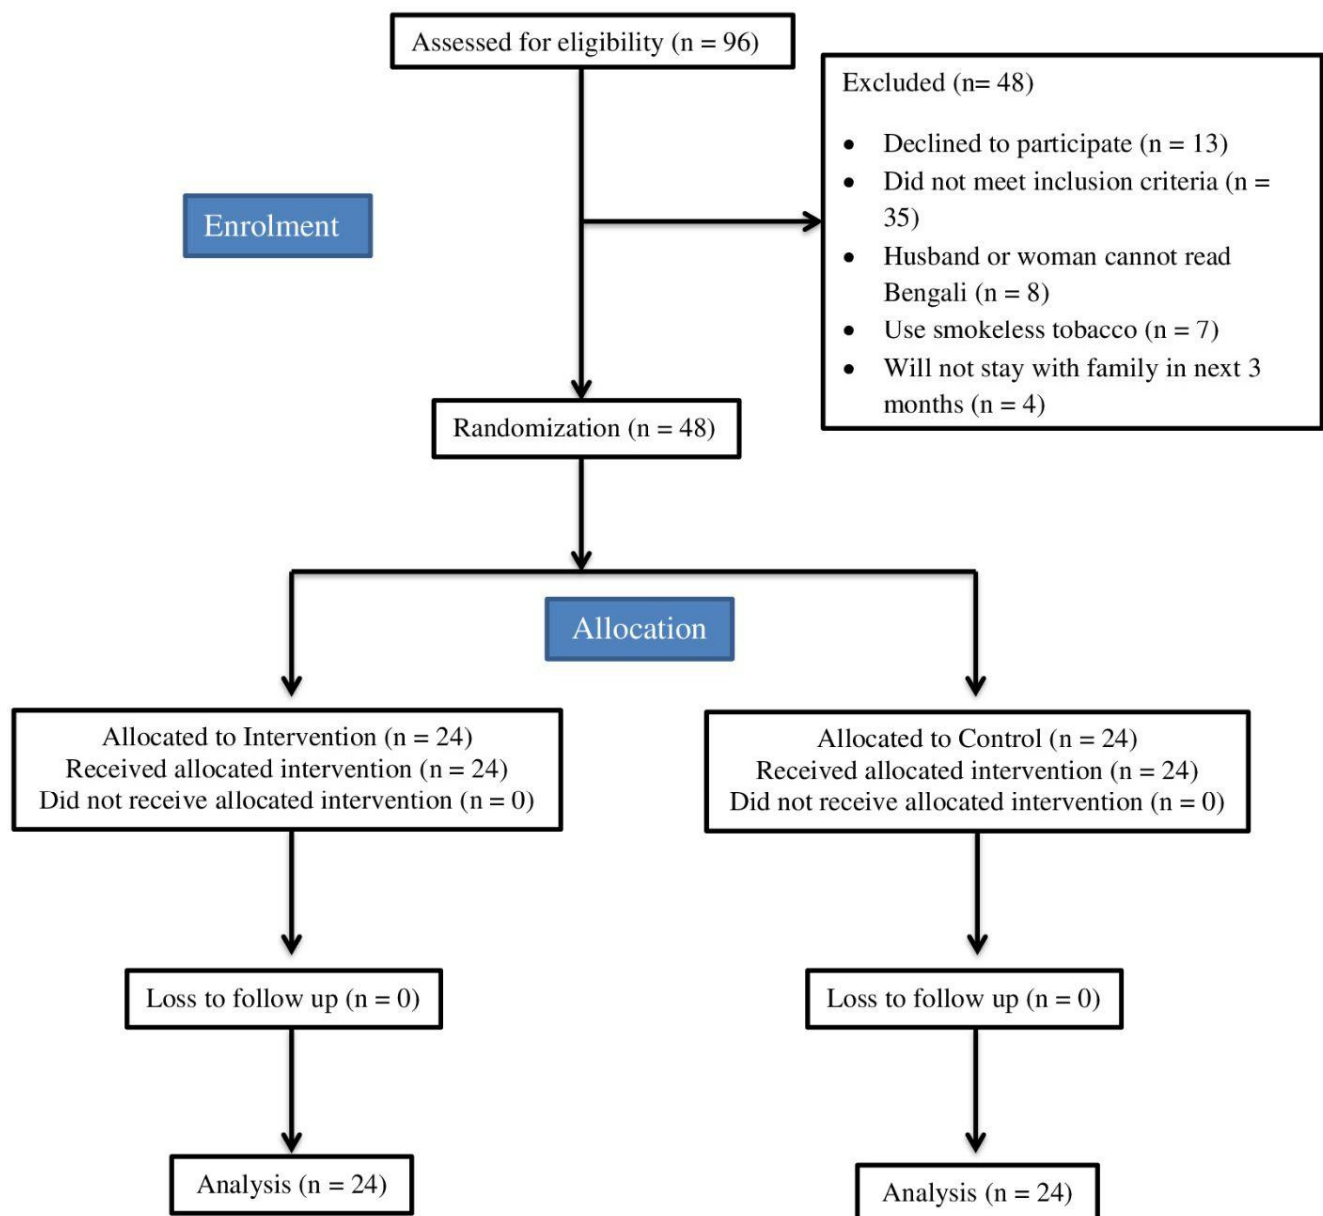 Assessed for eligibility (n = 96)
Excluded (n= 48)
• Declined to participate (n = 13)
• Did not meet inclusion criteria (n =
35)
• Husband or woman cannot read
Bengali (n = 8)
• Use smokeless tobacco (n = 7)
• Will not stay with family in next 3
months (n = 4)
Enrolment
Randomization (n = 48)
Allocation
Allocated to Intervention (n = 24)
Received allocated intervention (n = 24)
Did not receive allocated intervention (n = 0)
Allocated to Control (n = 24)
Received allocated intervention (n = 24)
Did not receive allocated intervention (n = 0)
Loss to follow up (n = 0)
Loss to follow up (n = 0)
Analysis (n = 24)
Analysis (n = 24)